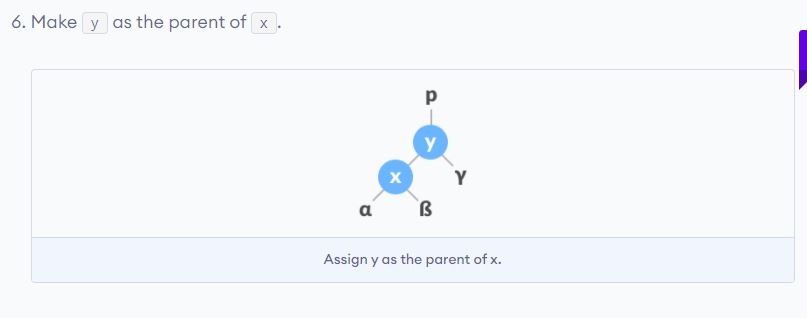 6. Make y as the parent of x.
p
y
x
γ
α
ß
Assign y as the parent of x.